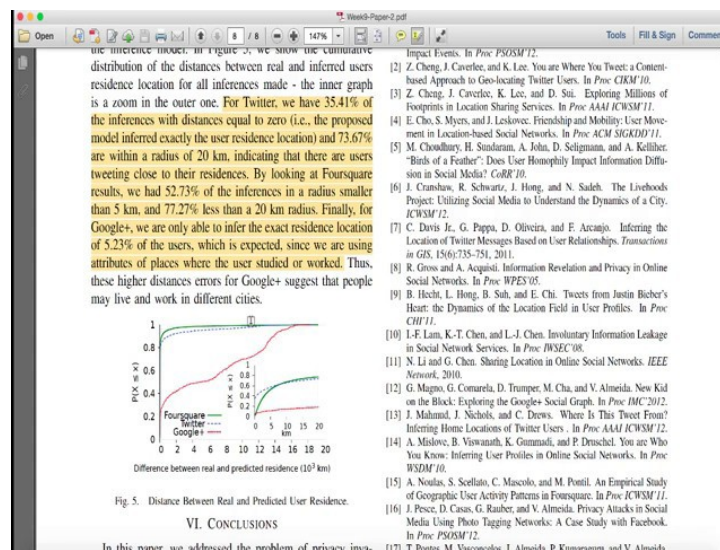 Week9-Paper-2.pdf
Open
8 / 8
147%
Tools
Fill & Sign
Commen
the inference model. In Figure 5, we show the cumulative
distribution of the distances between real and inferred users
residence location for all inferences made - the inner graph
is a zoom in the outer one. For Twitter, we have 35.41% of
the inferences with distances equal to zero (i.e., the proposed
model inferred exactly the user residence location) and 73.67%
are within a radius of 20 km, indicating that there are users
tweeting close to their residences. By looking at Foursquare
results, we had 52.73% of the inferences in a radius smaller
than 5 km, and 77.27% less than a 20 km radius. Finally, for
Google+, we are only able to infer the exact residence location
of 5.23% of the users, which is expected, since we are using
attributes of places where the user studied or worked. Thus,
these higher distances errors for Google+ suggest that people
may live and work in different cities.
P(X ≤ x)
1
0.8
0.6
0.4
0.2
0
Foursquare
Twitter
Google+
0 2 4 6 8 10 12 14 16 18 20
P(X ≤ x)
1
0.8
0.6
0.4
0.2
0
0 5 10 15 20
km
Difference between real and predicted residence (10³ km)
Fig. 5. Distance Between Real and Predicted User Residence.
VI. CONCLUSIONS
In this paper, we addressed the problem of privacy inva-
Impact Events. In Proc PSOSM'12.
[2] Z. Cheng, J. Caverlee, and K. Lee. You are Where You Tweet: a Content-
based Approach to Geo-locating Twitter Users. In Proc CIKM'10.
[3] Z. Cheng, J. Caverlee, K. Lee, and D. Sui. Exploring Millions of
Footprints in Location Sharing Services. In Proc AAAI ICWSM'11.
[4] E. Cho, S. Myers, and J. Leskovec. Friendship and Mobility: User Move-
ment in Location-based Social Networks. In Proc ACM SIGKDD'11.
[5] M. Choudhury, H. Sundaram, A. John, D. Seligmann, and A. Kelliher.
"Birds of a Feather": Does User Homophily Impact Information Diffu-
sion in Social Media? CoRR'10.
[6] J. Cranshaw, R. Schwartz, J. Hong, and N. Sadeh. The Livehoods
Project: Utilizing Social Media to Understand the Dynamics of a City.
ICWSM'12.
[7] C. Davis Jr., G. Pappa, D. Oliveira, and F. Arcanjo. Inferring the
Location of Twitter Messages Based on User Relationships. Transactions
in GIS, 15(6):735–751, 2011.
[8] R. Gross and A. Acquisti. Information Revelation and Privacy in Online
Social Networks. In Proc WPES'05.
[9] B. Hecht, L. Hong, B. Suh, and E. Chi. Tweets from Justin Bieber's
Heart: the Dynamics of the Location Field in User Profiles. In Proc
CHI'11.
[10] I.-F. Lam, K.-T. Chen, and L.-J. Chen. Involuntary Information Leakage
in Social Network Services. In Proc IWSEC'08.
[11] N. Li and G. Chen. Sharing Location in Online Social Networks. IEEE
Network, 2010.
[12] G. Magno, G. Comarela, D. Trumper, M. Cha, and V. Almeida. New Kid
on the Block: Exploring the Google+ Social Graph. In Proc IMC'2012.
[13] J. Mahmud, J. Nichols, and C. Drews. Where Is This Tweet From?
Inferring Home Locations of Twitter Users . In Proc AAAI ICWSM'12.
[14] A. Mislove, B. Viswanath, K. Gummadi, and P. Druschel. You are Who
You Know: Inferring User Profiles in Online Social Networks. In Proc
WSDM'10.
[15] A. Noulas, S. Scellato, C. Mascolo, and M. Pontil. An Empirical Study
of Geographic User Activity Patterns in Foursquare. In Proc ICWSM'11.
[16] J. Pesce, D. Casas, G. Rauber, and V. Almeida. Privacy Attacks in Social
Media Using Photo Tagging Networks: A Case Study with Facebook.
In Proc PSOSM'12.
[17] T. Pontes, M. Vasconcelos, J. Almeida, P. Kumaraguru, and V. Almeida.